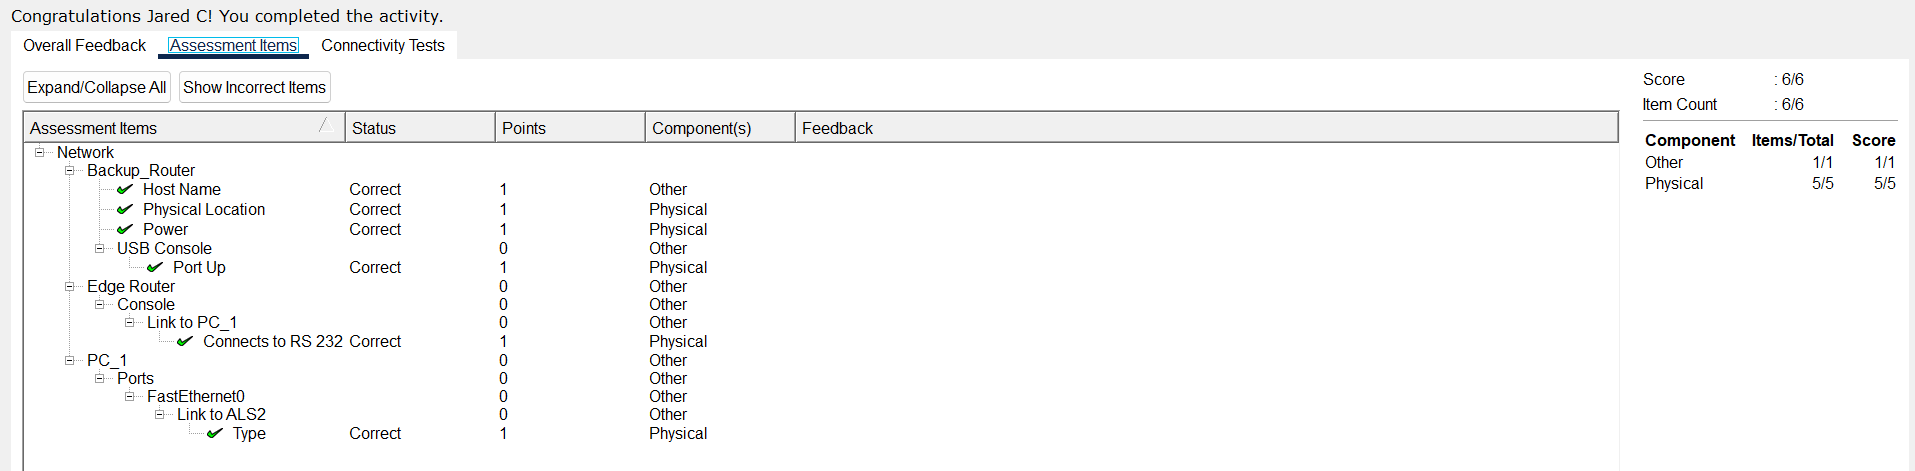 Congratulations Jared C! You completed the activity.
Overall Feedback Assessment Items Connectivity Tests
Expand/Collapse All Show Incorrect Items
Assessment Items Status Points Component(s) Feedback
Network
Backup_Router
Host Name Correct 1 Other
Physical Location Correct 1 Physical
Power Correct 1 Physical
USB Console 0 Other
Port Up Correct 1 Physical
Edge Router 0 Other
Console 0 Other
Link to PC_1 0 Other
Connects to RS 232 Correct 1 Physical
PC_1 0 Other
Ports 0 Other
FastEthernet0 0 Other
Link to ALS2 0 Other
Type Correct 1 Physical
Score : 6/6
Item Count : 6/6
Component Items/Total Score
Other 1/1 1/1
Physical 5/5 5/5